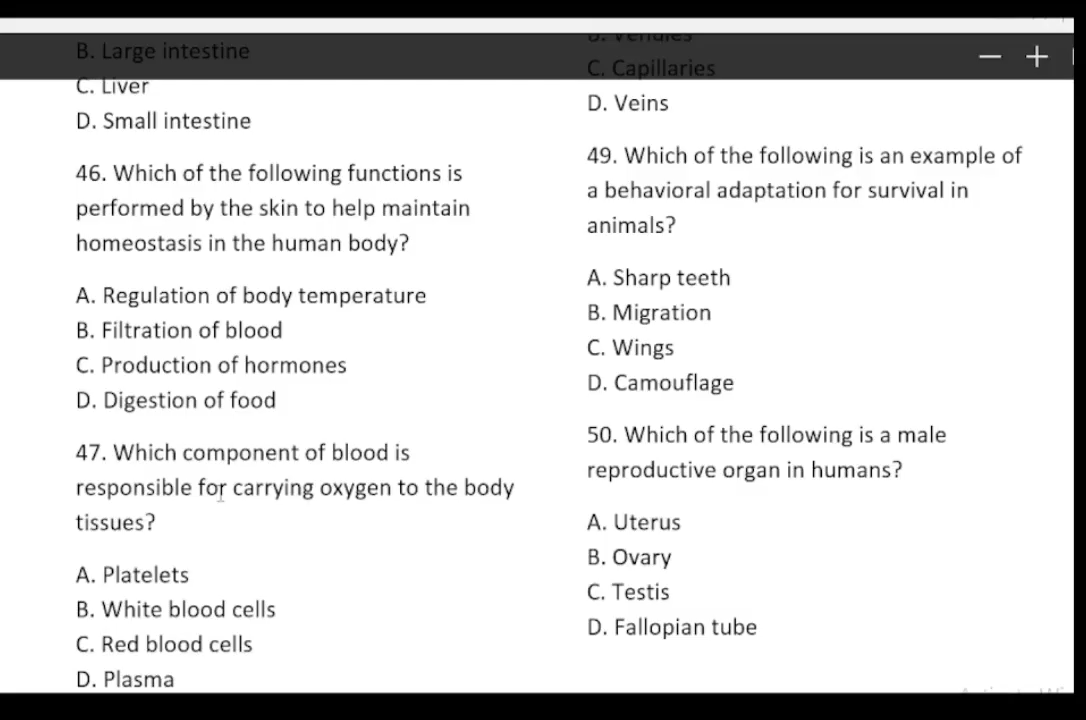 B. Large intestine
C. Liver
D. Small intestine
46. Which of the following functions is
performed by the skin to help maintain
homeostasis in the human body?
A. Regulation of body temperature
B. Filtration of blood
C. Production of hormones
D. Digestion of food
47. Which component of blood is
responsible for carrying oxygen to the body
tissues?
A. Platelets
B. White blood cells
C. Red blood cells
D. Plasma
B. Venules
C. Capillaries
D. Veins
49. Which of the following is an example of
a behavioral adaptation for survival in
animals?
A. Sharp teeth
B. Migration
C. Wings
D. Camouflage
50. Which of the following is a male
reproductive organ in humans?
A. Uterus
B. Ovary
C. Testis
D. Fallopian tube